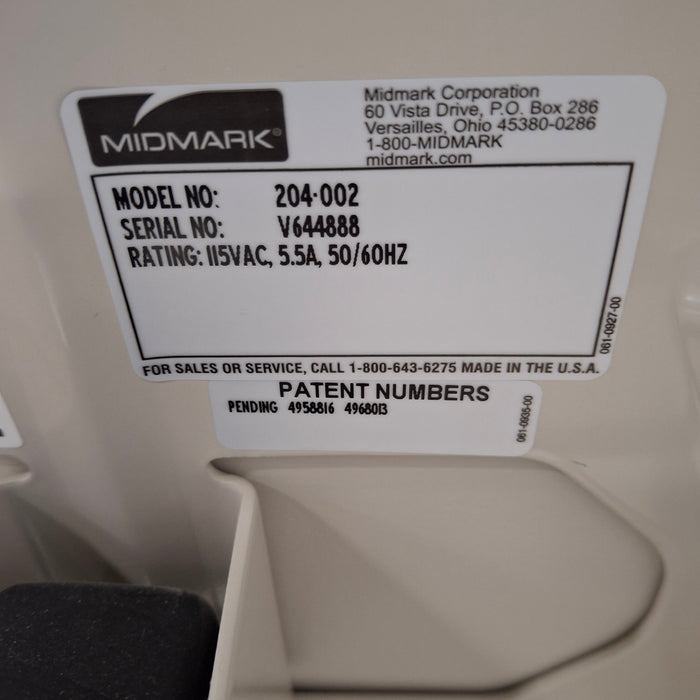 MIDMARK®
Midmark Corporation
60 Vista Drive, P.O. Box 286
Versailles, Ohio 45380-0286
1-800-MIDMARK
midmark.com
MODEL NO: 204-002
SERIAL NO: V644888
RATING: 115VAC, 5.5A, 50/60HZ
061-0927-00
FOR SALES OR SERVICE, CALL 1-800-643-6275 MADE IN THE U.S.A.
PATENT NUMBERS
PENDING 4958816 4968013
061-0935-00